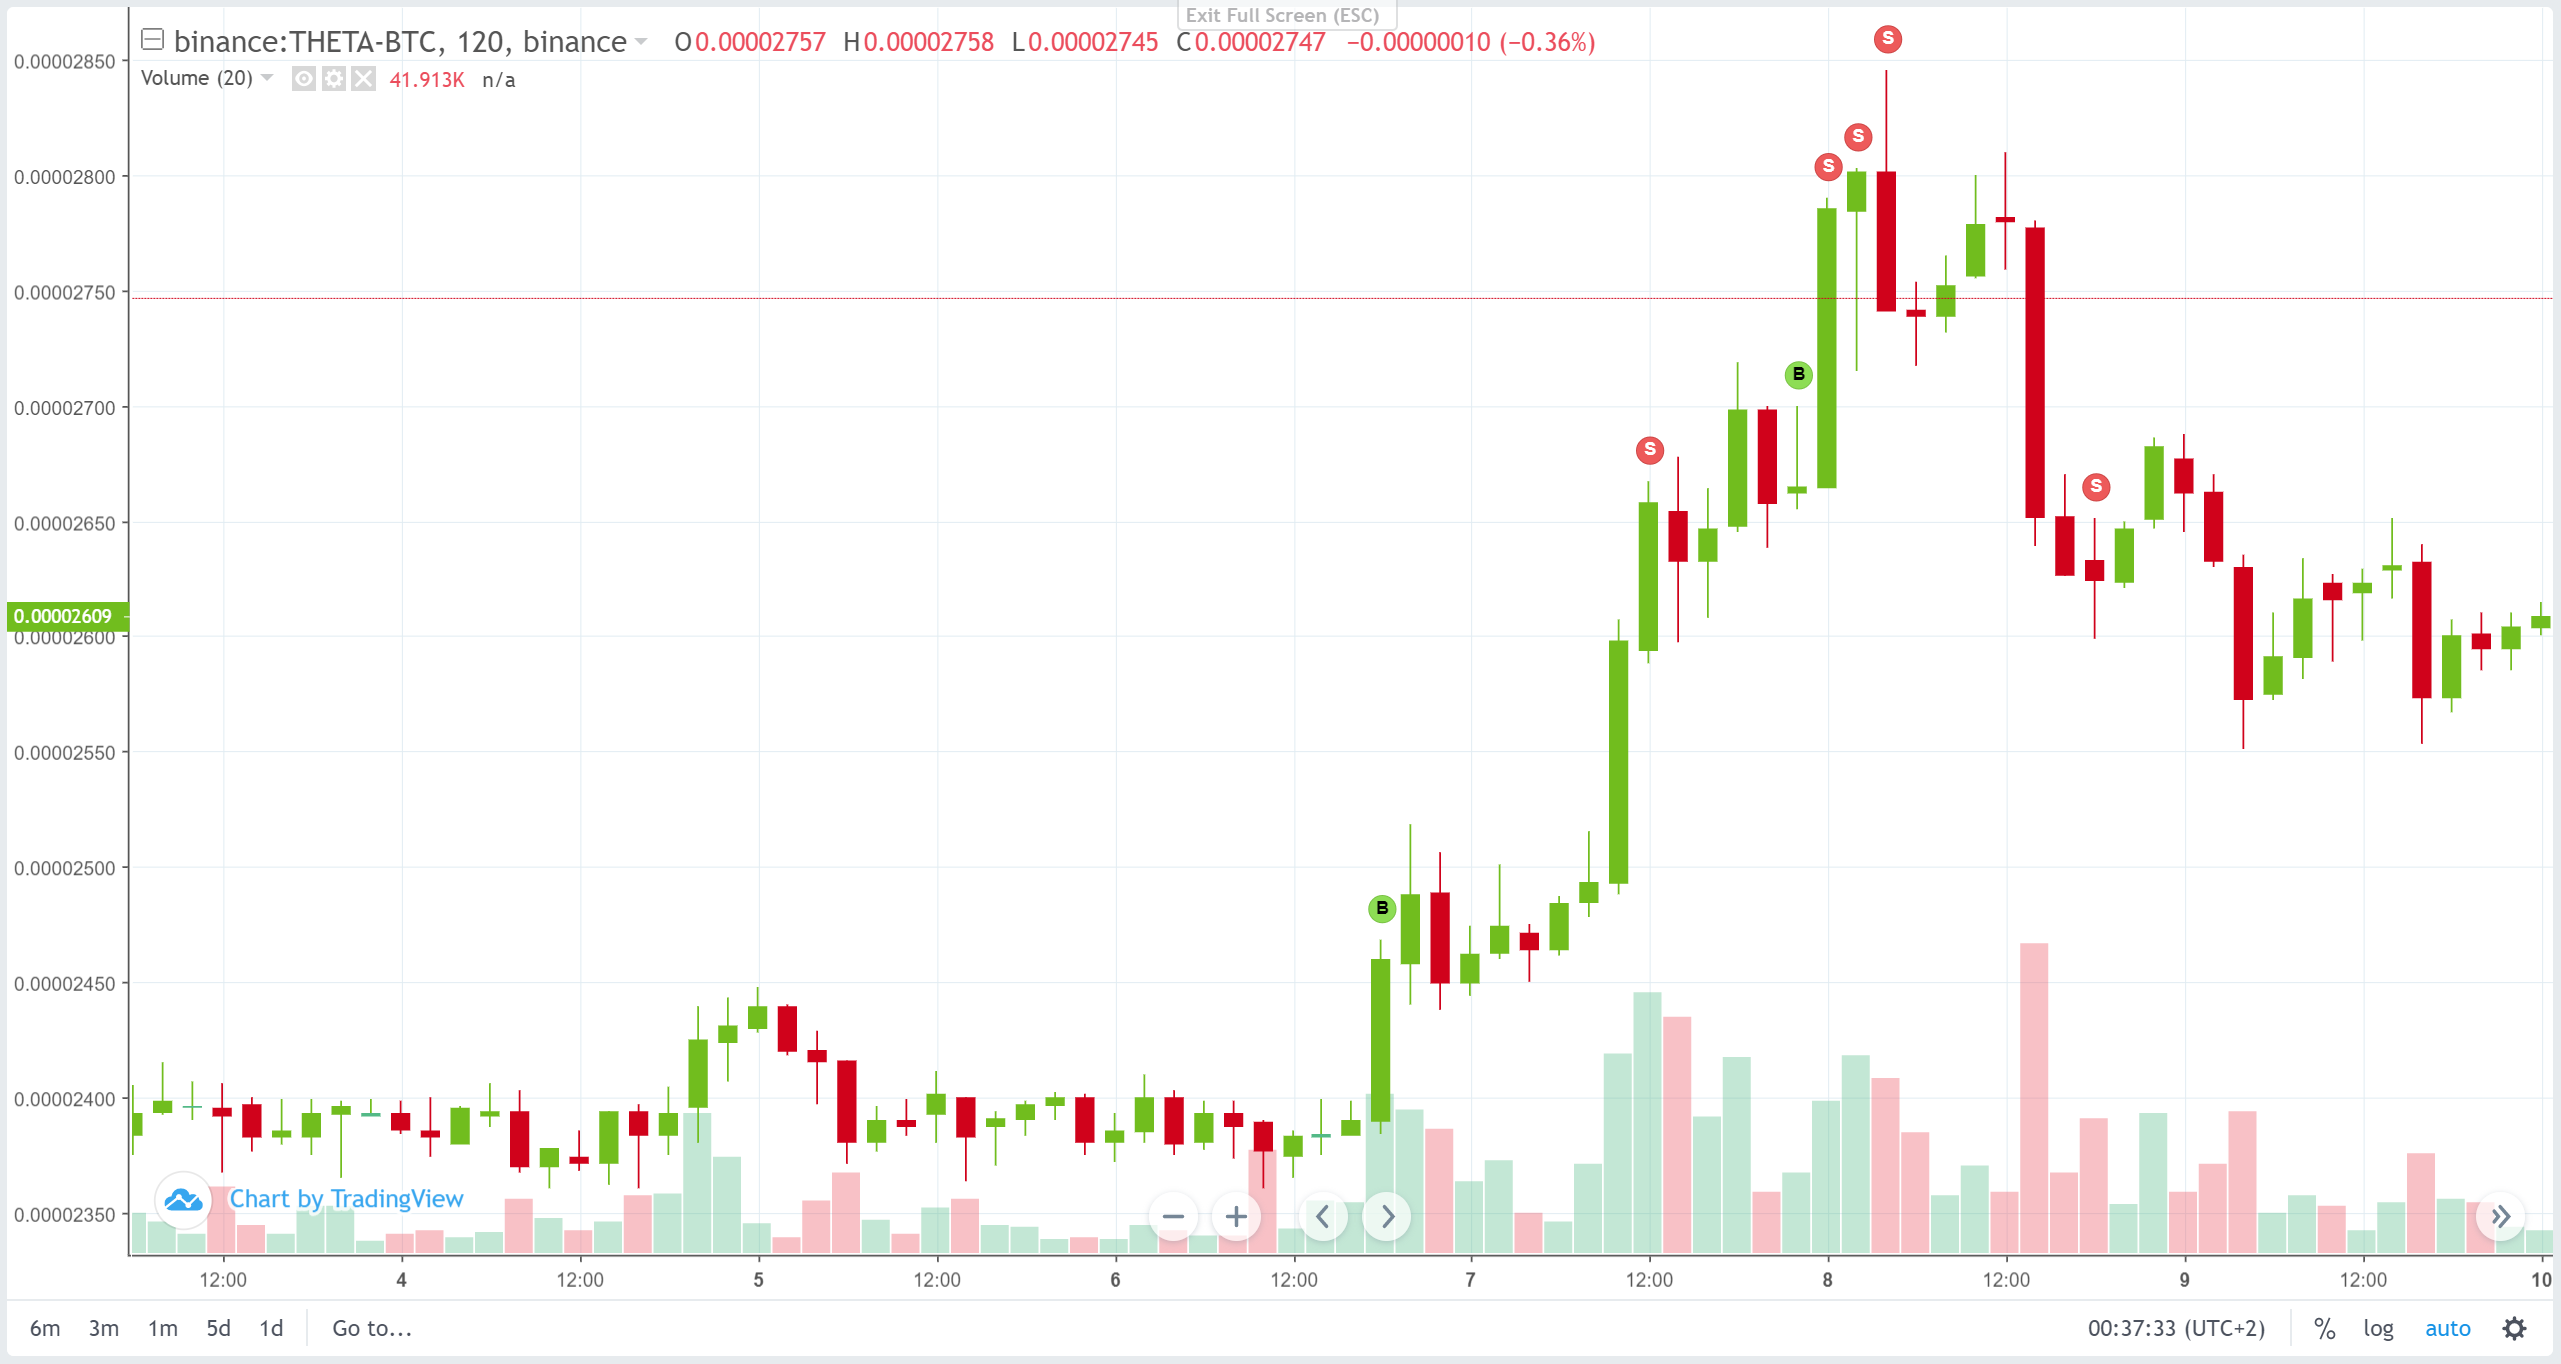 Exit Full Screen (ESC)
binance:THETA-BTC, 120, binance O0.00002757 H0.00002758 L0.00002745 C0.00002747 −0.00000010 (−0.36%)
Volume (20) 41.913K n/a
S
S
S
B
S
S
B
0.00002850
0.00002800
0.00002750
0.00002700
0.00002650
0.00002609
0.00002600
0.00002550
0.00002500
0.00002450
0.00002400
0.00002350
Chart by TradingView
12:00 4 12:00 5 12:00 6 12:00 7 12:00 8 12:00 9 12:00 10
6m 3m 1m 5d 1d Go to... 00:37:33 (UTC+2) % log auto